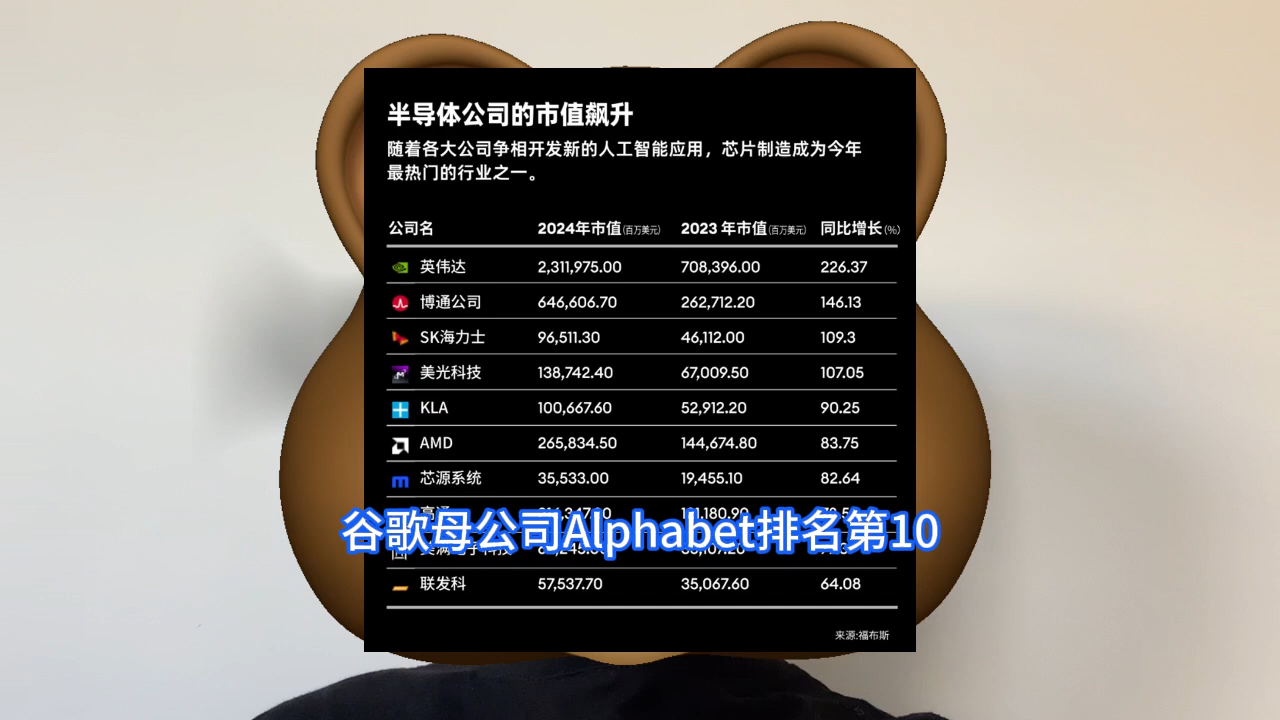 半导体公司的市值飙升
随着各大公司争相开发新的人工智能应用，芯片制造成为今年
最热门的行业之一。
公司名 2024年市值(百万美元) 2023 年市值(百万美元) 同比增长(%)
英伟达 2,311,975.00 708,396.00 226.37
博通公司 646,606.70 262,712.20 146.13
SK海力士 96,511.30 46,112.00 109.3
美光科技 138,742.40 67,009.50 107.05
KLA 100,667.60 52,912.20 90.25
AMD 265,834.50 144,674.80 83.75
芯源系统 35,533.00 19,455.10 82.64
谷歌母公司Alphabet排名第10
联发科 57,537.70 35,067.60 64.08
来源:福布斯